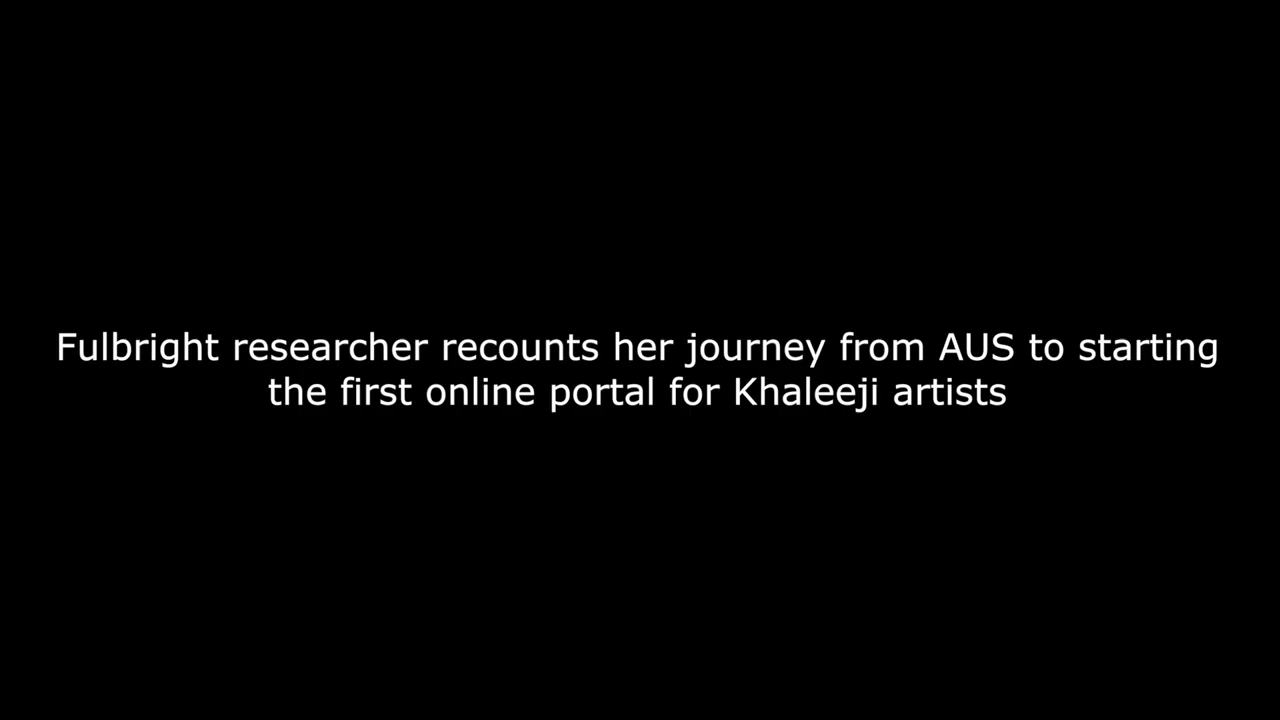 Fulbright researcher recounts her journey from AUS to starting
the first online portal for Khaleeji artists